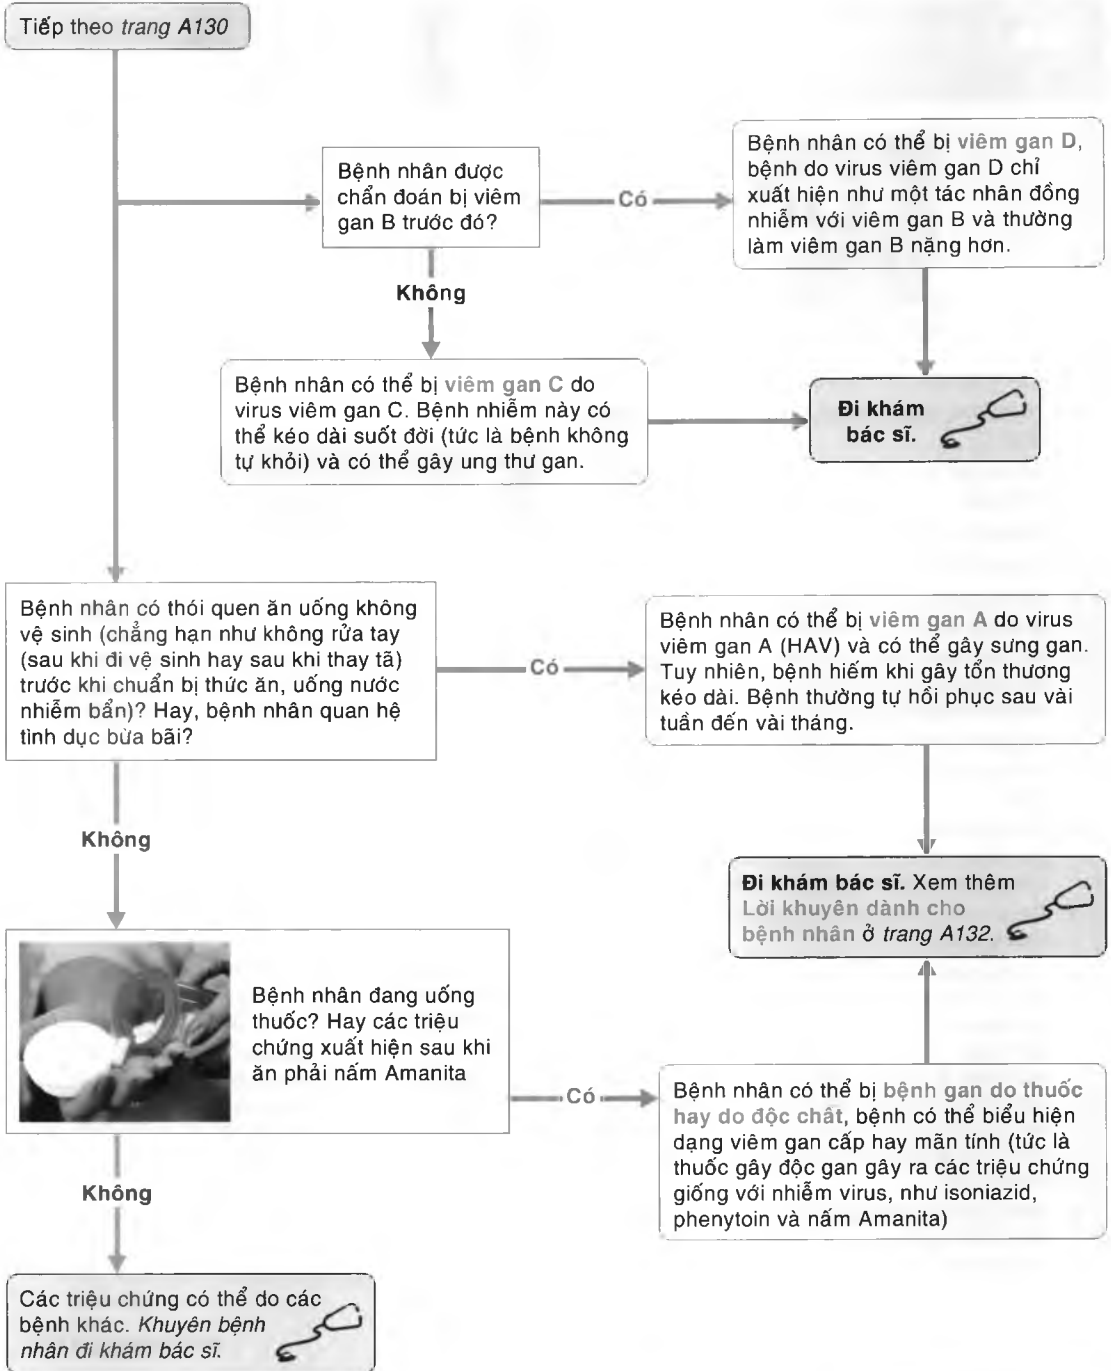 Tiếp theo trang A130
Bệnh nhân được
chẩn đoán bị viêm
gan B trước đó?
Có
Bệnh nhân có thể bị viêm gan D,
bệnh do virus viêm gan D chỉ
xuất hiện như một tác nhân đồng
nhiễm với viêm gan B và thường
làm viêm gan B nặng hơn.
Không
Bệnh nhân có thể bị viêm gan C do
virus viêm gan C. Bệnh nhiễm này có
thể kéo dài suốt đời (tức là bệnh không
tự khỏi) và có thể gây ung thư gan.
Đi khám
bác sĩ.
Bệnh nhân có thói quen ăn uống không
vệ sinh (chẳng hạn như không rửa tay
(sau khi đi vệ sinh hay sau khi thay tã)
trước khi chuẩn bị thức ăn, uống nước
nhiễm bẩn)? Hay, bệnh nhân quan hệ
tình dục bừa bãi?
Có
Bệnh nhân có thể bị viêm gan A do virus
viêm gan A (HAV) và có thể gây sưng gan.
Tuy nhiên, bệnh hiếm khi gây tổn thương
kéo dài. Bệnh thường tự hồi phục sau vài
tuần đến vài tháng.
Không
Đi khám bác sĩ. Xem thêm
Lời khuyên dành cho
bệnh nhân ở trang A132.
Bệnh nhân đang uống
thuốc? Hay các triệu
chứng xuất hiện sau khi
ăn phải nấm Amanita
Có
Bệnh nhân có thể bị bệnh gan do thuốc
hay do độc chất, bệnh có thể biểu hiện
dạng viêm gan cấp hay mãn tính (tức là
thuốc gây độc gan gây ra các triệu chứng
giống với nhiễm virus, như isoniazid,
phenytoin và nấm Amanita)
Không
Các triệu chứng có thể do các
bệnh khác. Khuyên bệnh
nhân đi khám bác sĩ.